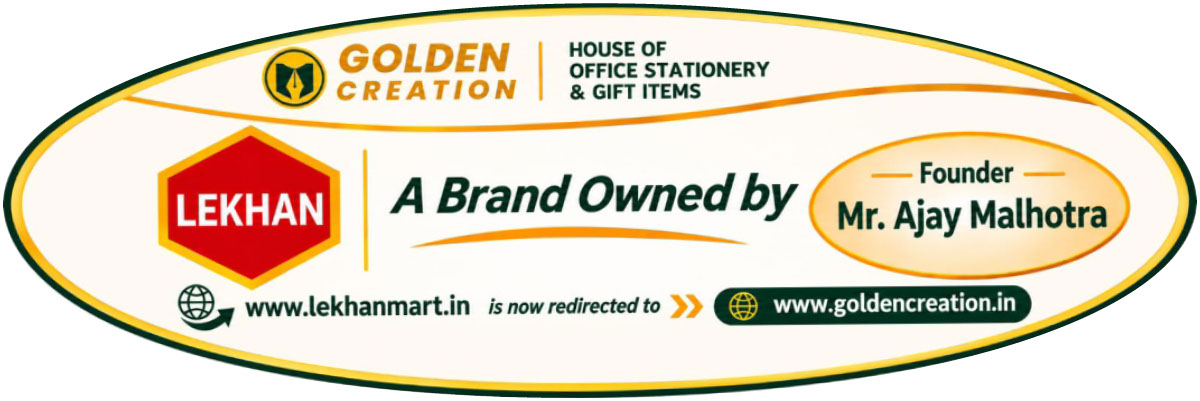 GOLDEN
CREATION
HOUSE OF
OFFICE STATIONERY
& GIFT ITEMS
LEKHAN
A Brand Owned by
Founder
Mr. Ajay Malhotra
www.lekhanmart.in is now redirected to www.goldencreation.in